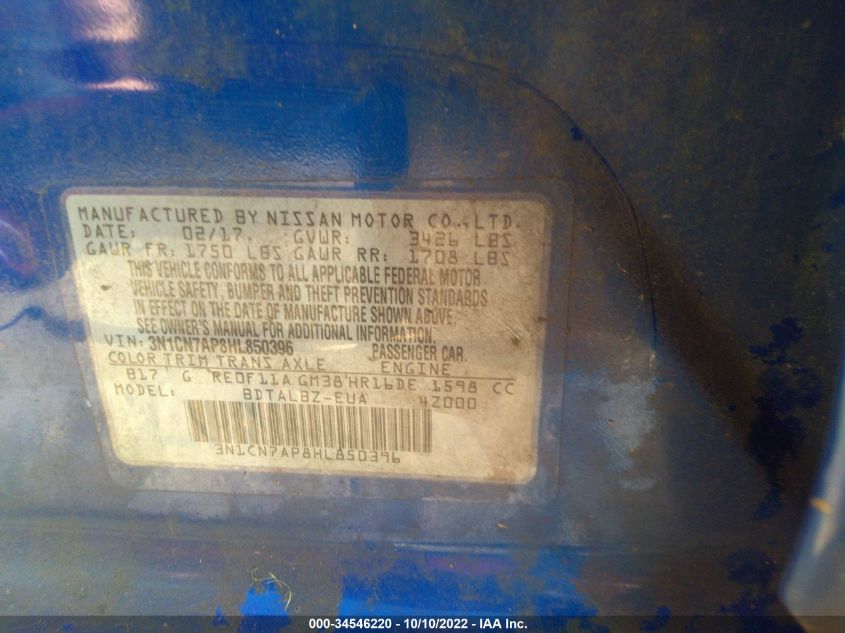 MANUFACTURED BY NISSAN MOTOR CO., LTD.
DATE: 02/17. GVWR: 3426 LBS
GAWR FR: 1750 LBS GAWR RR: 1708 LBS
THIS VEHICLE CONFORMS TO ALL APPLICABLE FEDERAL MOTOR
VEHICLE SAFETY, BUMPER AND THEFT PREVENTION STANDARDS
IN EFFECT ON THE DATE OF MANUFACTURE SHOWN ABOVE.
SEE OWNER'S MANUAL FOR ADDITIONAL INFORMATION.
VIN: 3N1CN7AP8HL850396 PASSENGER CAR.
COLOR TRIM TRANS AXLE ENGINE
B17 G RE0F11A GM38 HR16DE 1598 CC
MODEL: BDTALBZ-EUA 4Z000
3N1CN7AP8HL850396
000-34546220 - 10/10/2022 - IAA Inc.